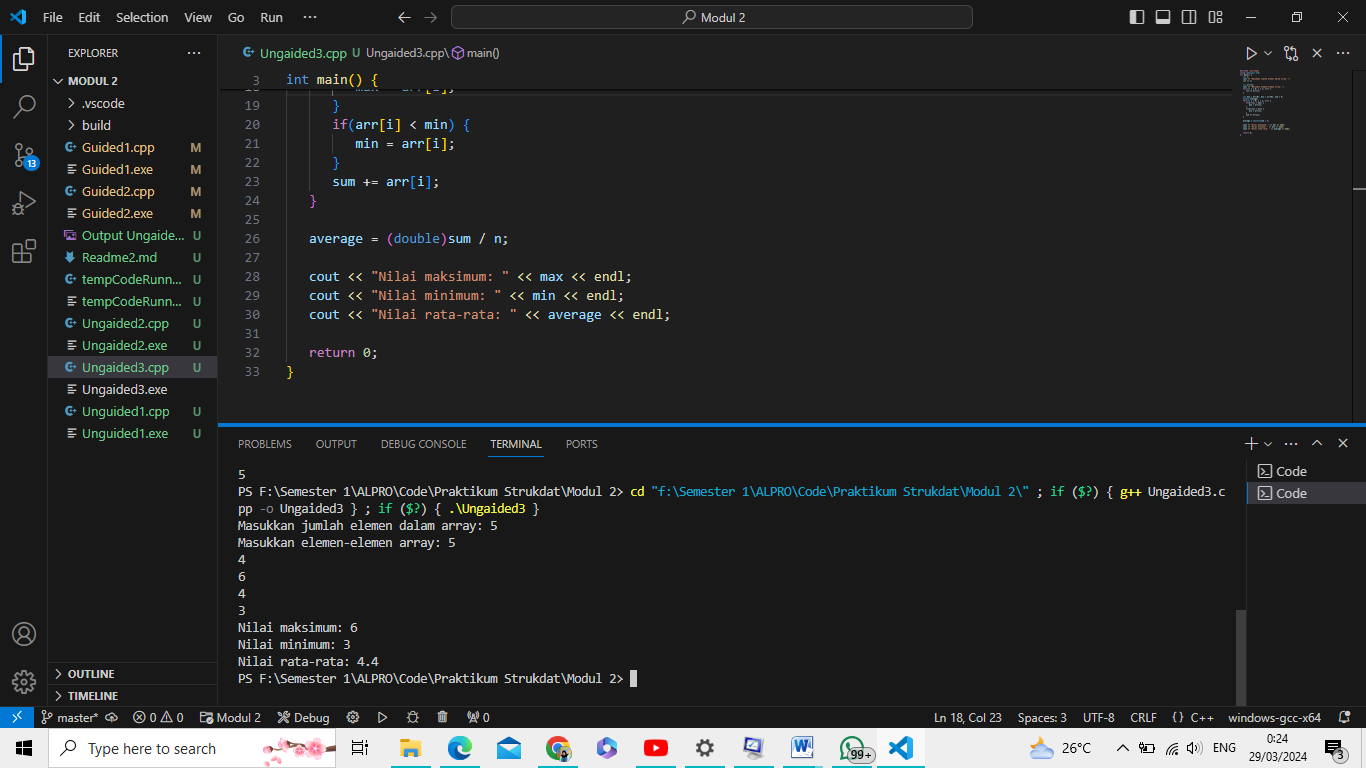 File Edit Selection View Go Run ··· Modul 2
EXPLORER ···
MODUL 2
.vscode
build
Guided1.cpp M
Guided1.exe M
Guided2.cpp M
Guided2.exe M
Output Ungaide... U
Readme2.md U
tempCodeRunn... U
tempCodeRunn... U
Ungaided2.cpp U
Ungaided2.exe U
Ungaided3.cpp U
Ungaided3.exe
Unguided1.cpp U
Unguided1.exe U
OUTLINE
TIMELINE
13
Ungaided3.cpp U Ungaided3.cpp\ main()
3 int main() {
19 }
20 if(arr[i] < min) {
21 min = arr[i];
22 }
23 sum += arr[i];
24 }
25
26 average = (double)sum / n;
27
28 cout << "Nilai maksimum: " << max << endl;
29 cout << "Nilai minimum: " << min << endl;
30 cout << "Nilai rata-rata: " << average << endl;
31
32 return 0;
33 }
PROBLEMS OUTPUT DEBUG CONSOLE TERMINAL PORTS
5
PS F:\Semester 1\ALPRO\Code\Praktikum Strukdat\Modul 2> cd "f:\Semester 1\ALPRO\Code\Praktikum Strukdat\Modul 2\" ; if ($?) { g++ Ungaided3.c
pp -o Ungaided3 } ; if ($?) { .\Ungaided3 }
Masukkan jumlah elemen dalam array: 5
Masukkan elemen-elemen array: 5
4
6
4
3
Nilai maksimum: 6
Nilai minimum: 3
Nilai rata-rata: 4.4
PS F:\Semester 1\ALPRO\Code\Praktikum Strukdat\Modul 2>
Code
Code
master* 0 0 Modul 2 Debug 0 Ln 18, Col 23 Spaces: 3 UTF-8 CRLF {} C++ windows-gcc-x64
Type here to search 99+ 26°C ENG 0:24
29/03/2024 3